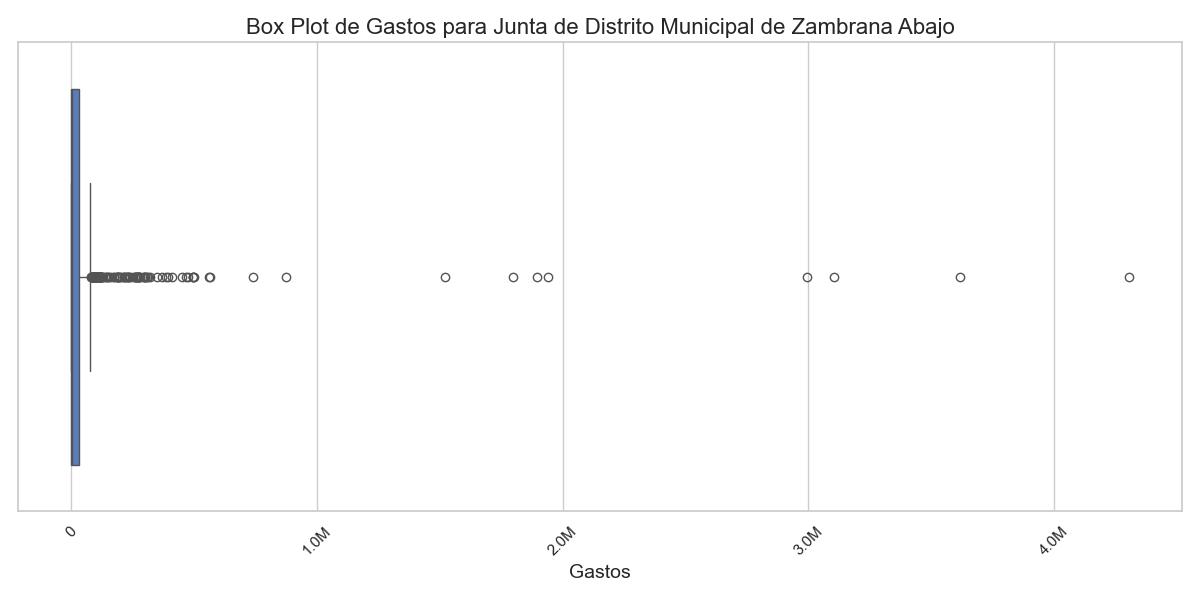 Box Plot de Gastos para Junta de Distrito Municipal de Zambrana Abajo
0
1.0M
2.0M
3.0M
4.0M
Gastos